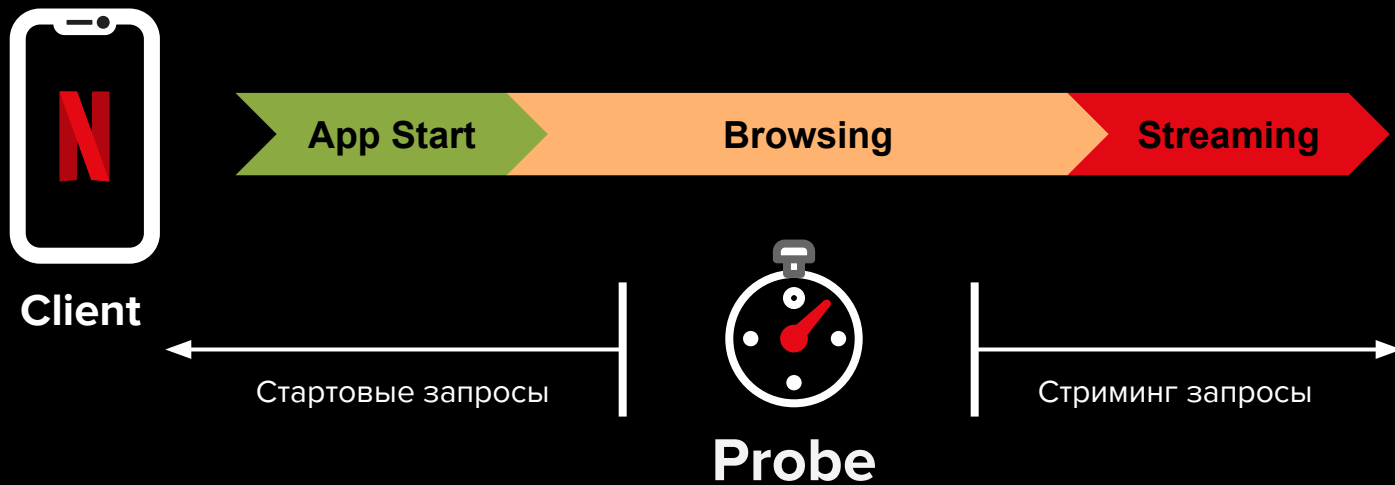 N
App Start
Browsing
Streaming
Client
Стартовые запросы
Стриминг запросы
Probe